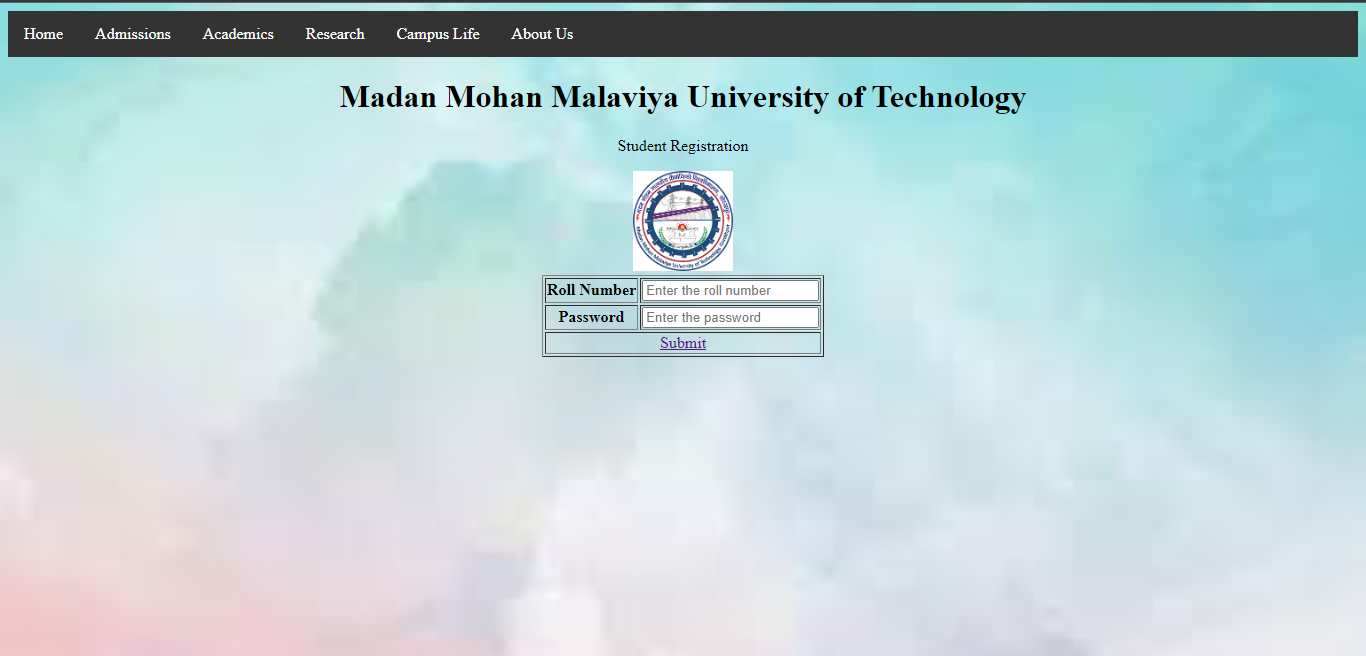 Home Admissions Academics Research Campus Life About Us
Madan Mohan Malaviya University of Technology
Student Registration
Roll Number Enter the roll number
Password Enter the password
Submit